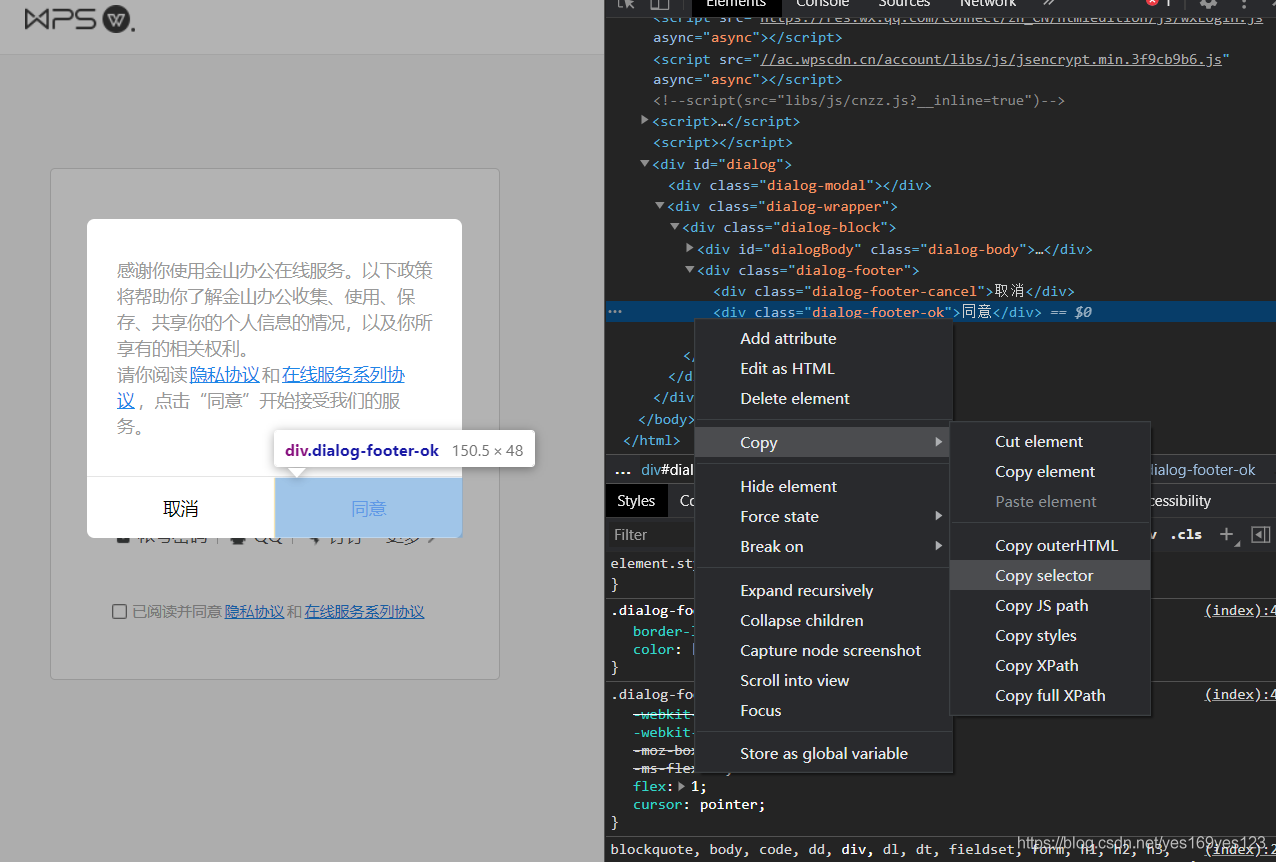 WPS
感谢你使用金山办公在线服务。以下政策
将帮助你了解金山办公收集、使用、保
存、共享你的个人信息的情况，以及你所
享有的相关权利。
请你阅读隐私协议和在线服务系列协
议，点击“同意”开始接受我们的服
务。
div.dialog-footer-ok 150.5 × 48
取消
同意
帐号密码 QQ 钉钉 更多
已阅读并同意 隐私协议 和 在线服务系列协议
Elements Console Sources Network » 1
<script src="https://res.wx.qq.com/connect/zh_CN/htmledition/js/wxLogin.js
async="async"></script>
<script src="//ac.wpscdn.cn/account/libs/js/jsencrypt.min.3f9cb9b6.js"
async="async"></script>
<!--script(src="libs/js/cnzz.js?__inline=true")-->
<script>…</script>
<script></script>
<div id="dialog">
<div class="dialog-modal"></div>
<div class="dialog-wrapper">
<div class="dialog-block">
<div id="dialogBody" class="dialog-body">…</div>
<div class="dialog-footer">
<div class="dialog-footer-cancel">取消</div>
<div class="dialog-footer-ok">同意</div> == $0
</
</d
</div
</body>
</html>
Add attribute
Edit as HTML
Delete element
Copy
Hide element
Force state
Break on
Expand recursively
Collapse children
Capture node screenshot
Scroll into view
Focus
Store as global variable
Cut element
Copy element
Paste element
Copy outerHTML
Copy selector
Copy JS path
Copy styles
Copy XPath
Copy full XPath
... div#dial dialog-footer-ok
Styles Co cessibility
Filter .cls +
element.st
}
.dialog-foo (index):4
border-
color:
}
.dialog-foo (index):4
-webkit-
-webkit-
-moz-box
-ms-flex
flex: 1;
cursor: pointer;
}
blockquote, body, code, dd, div, dl, dt, fieldset, form, h1, h2, h3, (index):2
https://blog.csdn.net/yes169yes123